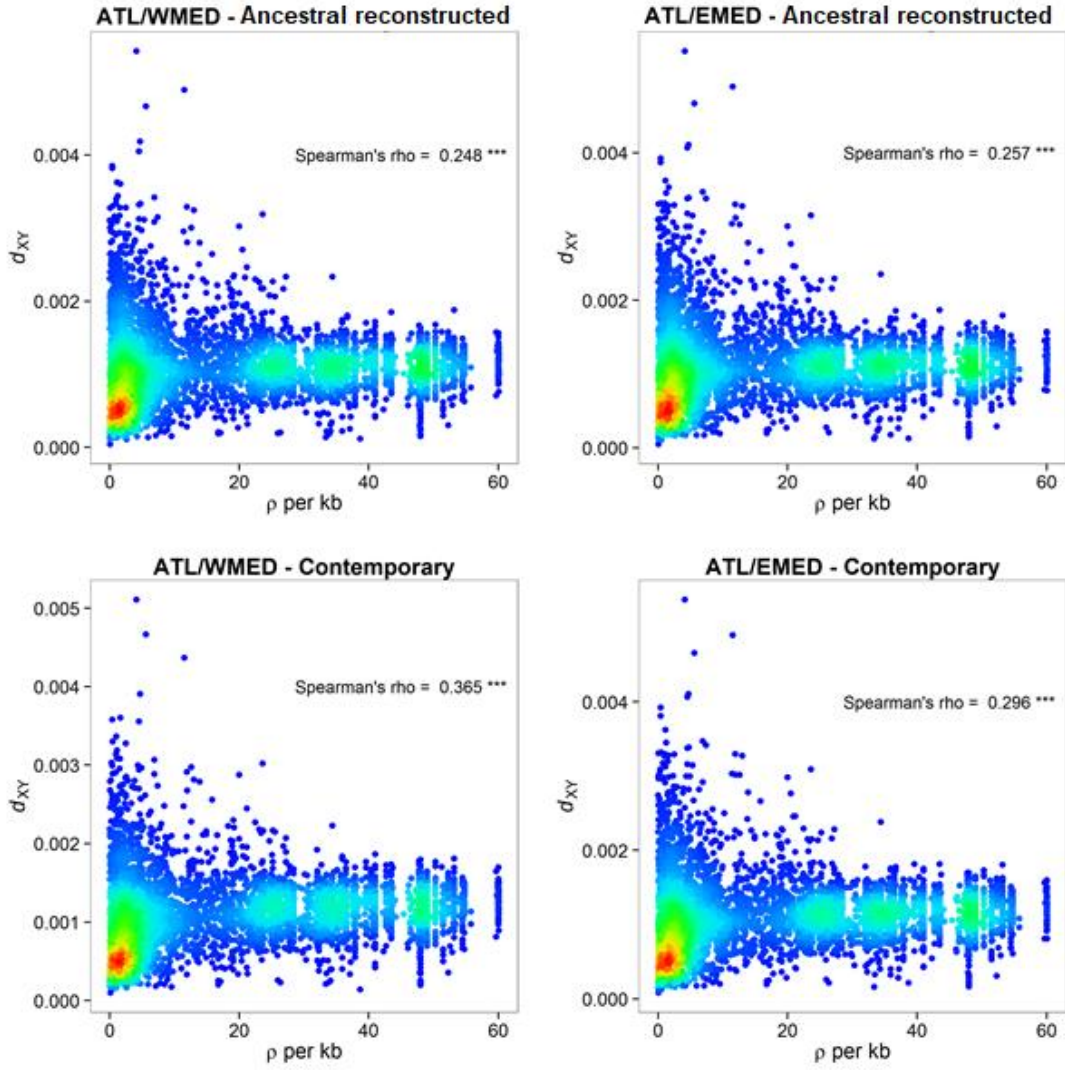 ATL/WMED - Ancestral reconstructed
0.004
0.002
0.000
dXY
Spearman's rho = 0.248 ***
0 20 40 60
ρ per kb
ATL/EMED - Ancestral reconstructed
0.004
0.002
0.000
dXY
Spearman's rho = 0.257 ***
0 20 40 60
ρ per kb
ATL/WMED - Contemporary
0.005
0.004
0.003
0.002
0.001
0.000
dXY
Spearman's rho = 0.365 ***
0 20 40 60
ρ per kb
ATL/EMED - Contemporary
0.004
0.002
0.000
dXY
Spearman's rho = 0.296 ***
0 20 40 60
ρ per kb